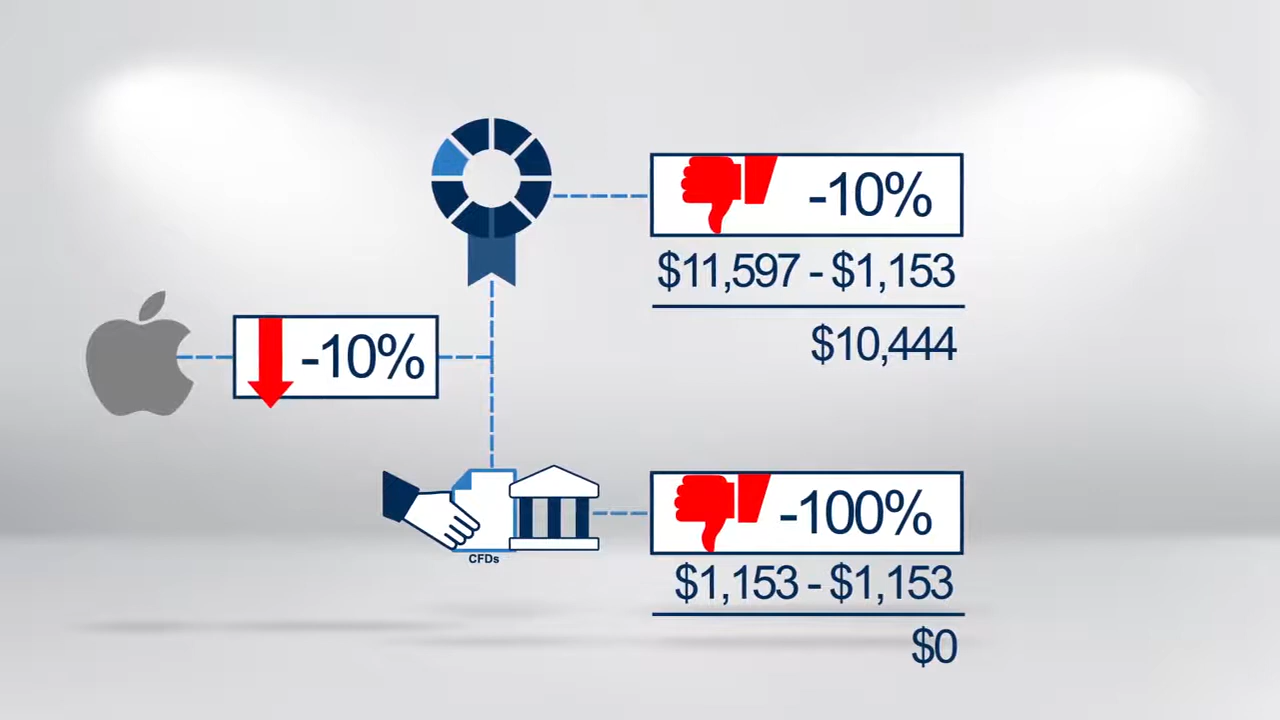 -10%
$11,597 - $1,153
$10,444
-10%
CFDs
-100%
$1,153 - $1,153
$0